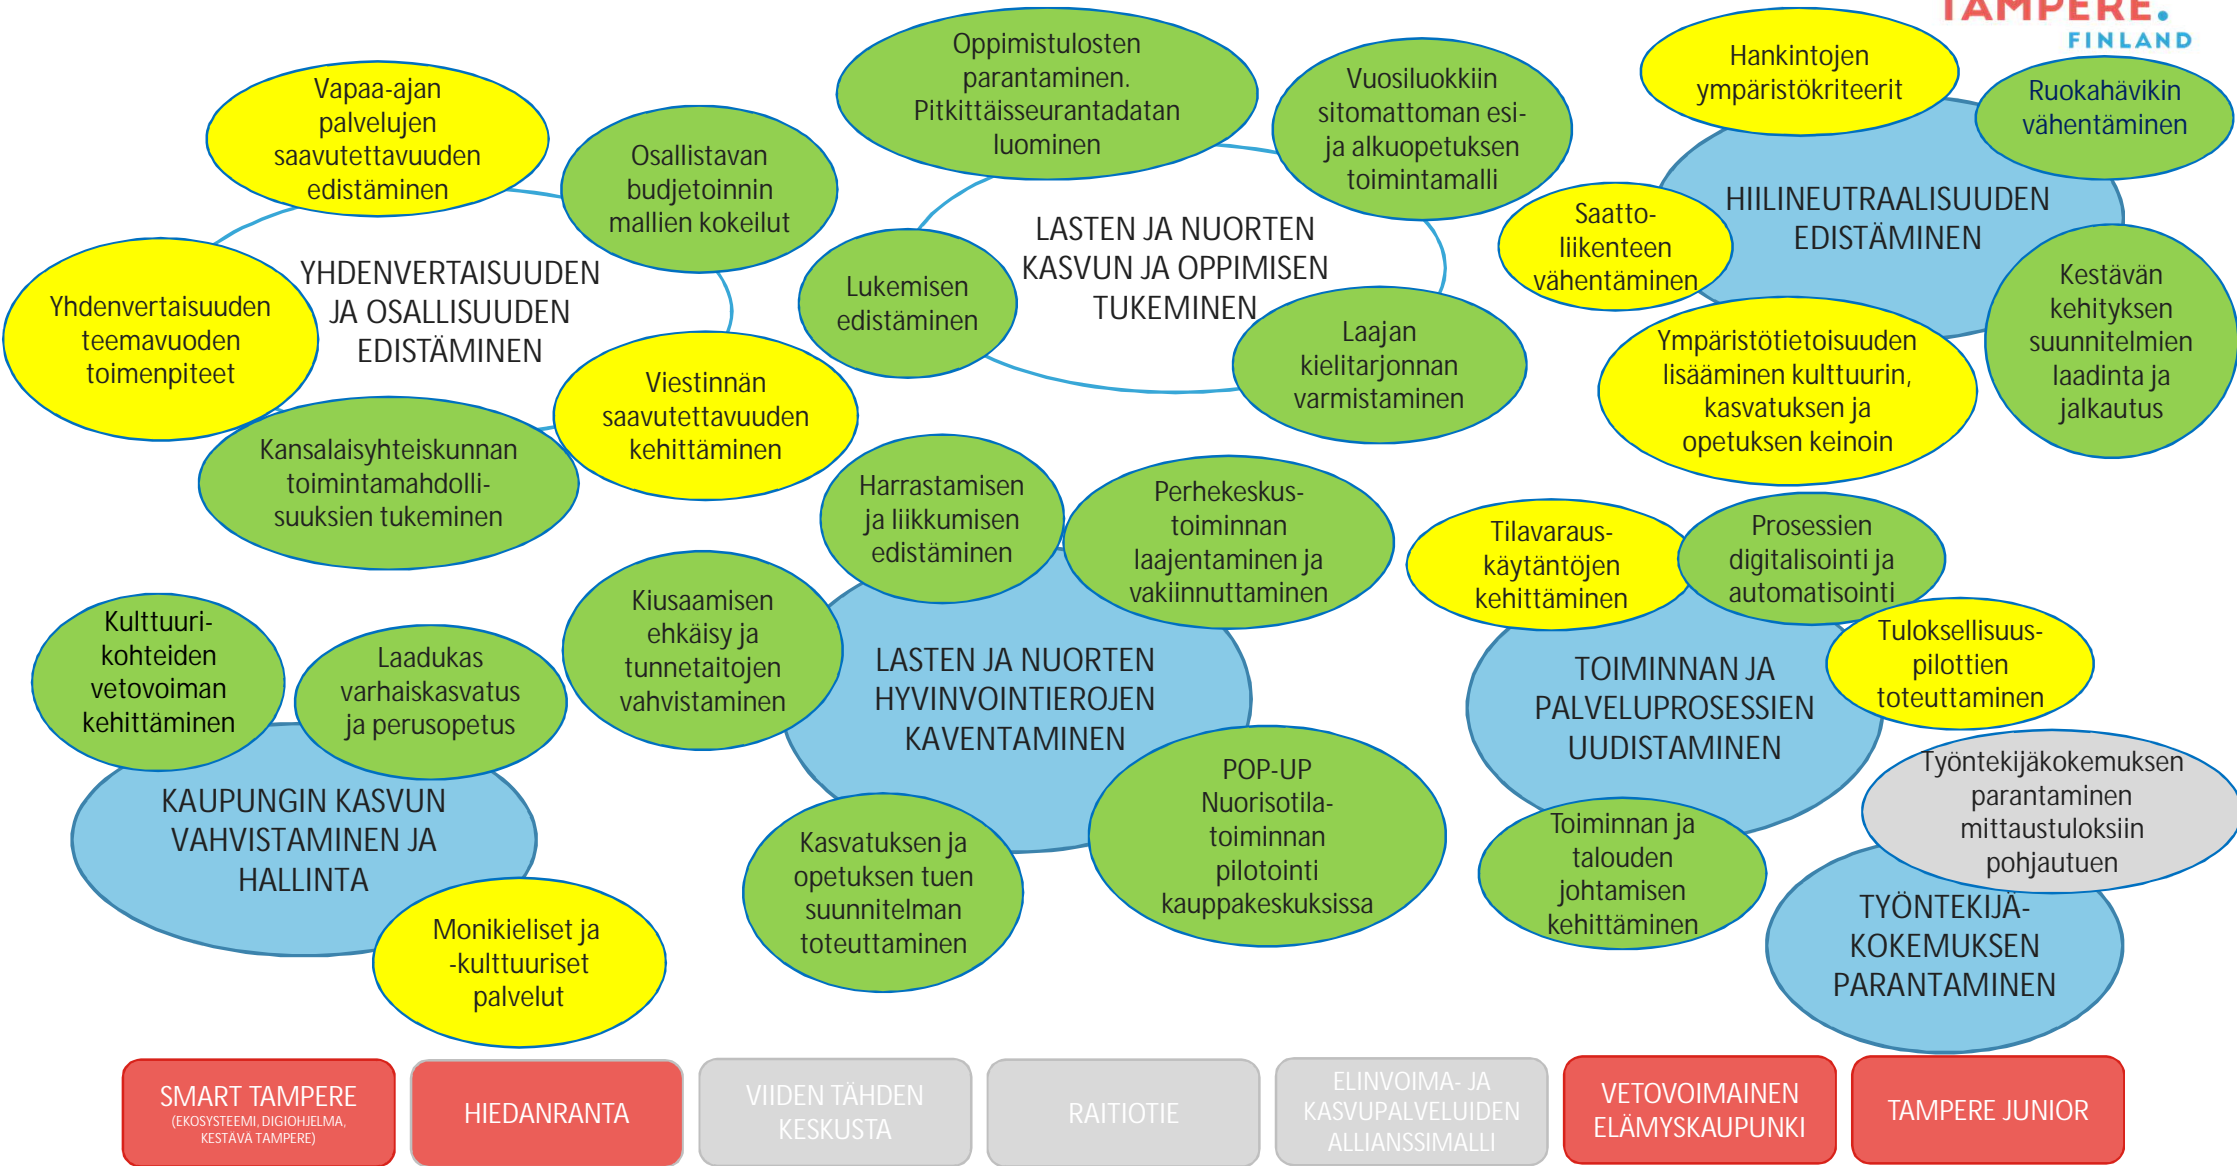 TAMPERE.
FINLAND
Vapaa-ajan
palvelujen
saavutettavuuden
edistäminen
Osallistavan
budjetoinnin
mallien kokeilut
Yhdenvertaisuuden
teemavuoden
toimenpiteet
YHDENVERTAISUUDEN
JA OSALLISUUDEN
EDISTÄMINEN
Viestinnän
saavutettavuuden
kehittäminen
Kansalaisyhteiskunnan
toimintamahdolli-
suuksien tukeminen
Oppimistulosten
parantaminen.
Pitkittäisseurantadatan
luominen
Vuosiluokkiin
sitomattoman esi-
ja alkuopetuksen
toimintamalli
Lukemisen
edistäminen
LASTEN JA NUORTEN
KASVUN JA OPPIMISEN
TUKEMINEN
Laajan
kielitarjonnan
varmistaminen
Hankintojen
ympäristökriteerit
Ruokahävikin
vähentäminen
Saatto-
liikenteen
vähentäminen
HIILINEUTRAALISUUDEN
EDISTÄMINEN
Ympäristötietoisuuden
lisääminen kulttuurin,
kasvatuksen ja
opetuksen keinoin
Kestävän
kehityksen
suunnitelmien
laadinta ja
jalkautus
Kulttuuri-
kohteiden
vetovoiman
kehittäminen
Laadukas
varhaiskasvatus
ja perusopetus
KAUPUNGIN KASVUN
VAHVISTAMINEN JA
HALLINTA
Monikieliset ja
-kulttuuriset
palvelut
Harrastamisen
ja liikkumisen
edistäminen
Perhekeskus-
toiminnan
laajentaminen ja
vakiinnuttaminen
Kiusaamisen
ehkäisy ja
tunnetaitojen
vahvistaminen
LASTEN JA NUORTEN
HYVINVOINTIEROJEN
KAVENTAMINEN
Kasvatuksen ja
opetuksen tuen
suunnitelman
toteuttaminen
POP-UP
Nuorisotila-
toiminnan
pilotointi
kauppakeskuksissa
Tilavaraus-
käytäntöjen
kehittäminen
Prosessien
digitalisointi ja
automatisointi
Tuloksellisuus-
pilottien
toteuttaminen
TOIMINNAN JA
PALVELUPROSESSIEN
UUDISTAMINEN
Toiminnan ja
talouden
johtamisen
kehittäminen
Työntekijäkokemuksen
parantaminen
mittaustuloksiin
pohjautuen
TYÖNTEKIJÄ-
KOKEMUKSEN
PARANTAMINEN
SMART TAMPERE
(EKOSYSTEEMI, DIGIOHJELMA,
KESTÄVÄ TAMPERE)
HIEDANRANTA
VIIDEN TÄHDEN
KESKUSTA
RAITIOTIE
ELINVOIMA- JA
KASVUPALVELUIDEN
ALLIANSSIMALLI
VETOVOIMAINEN
ELÄMYSKAUPUNKI
TAMPERE JUNIOR